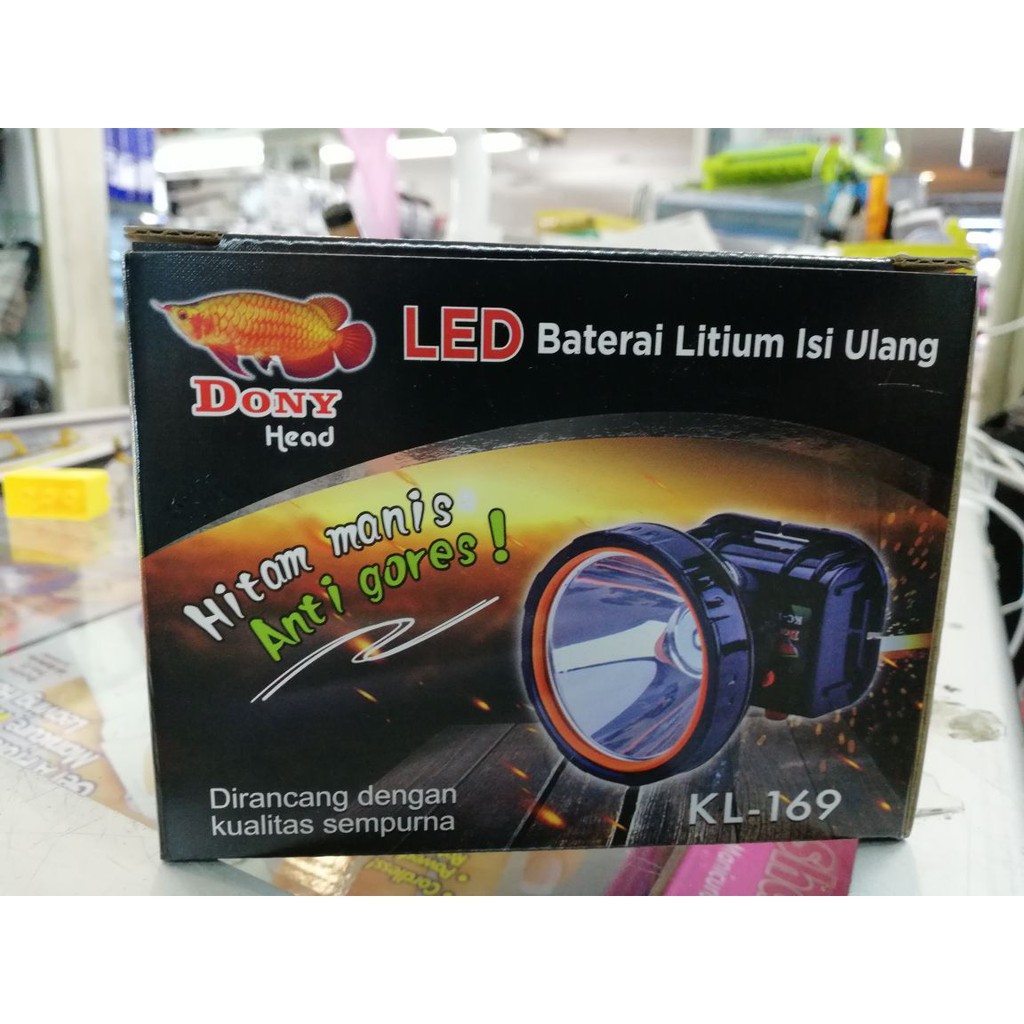 LED Baterai Litium Isi Ulang
DONY
Head
Hitam manis
Anti gores!
Dirancang dengan
kualitas sempurna
KL-169